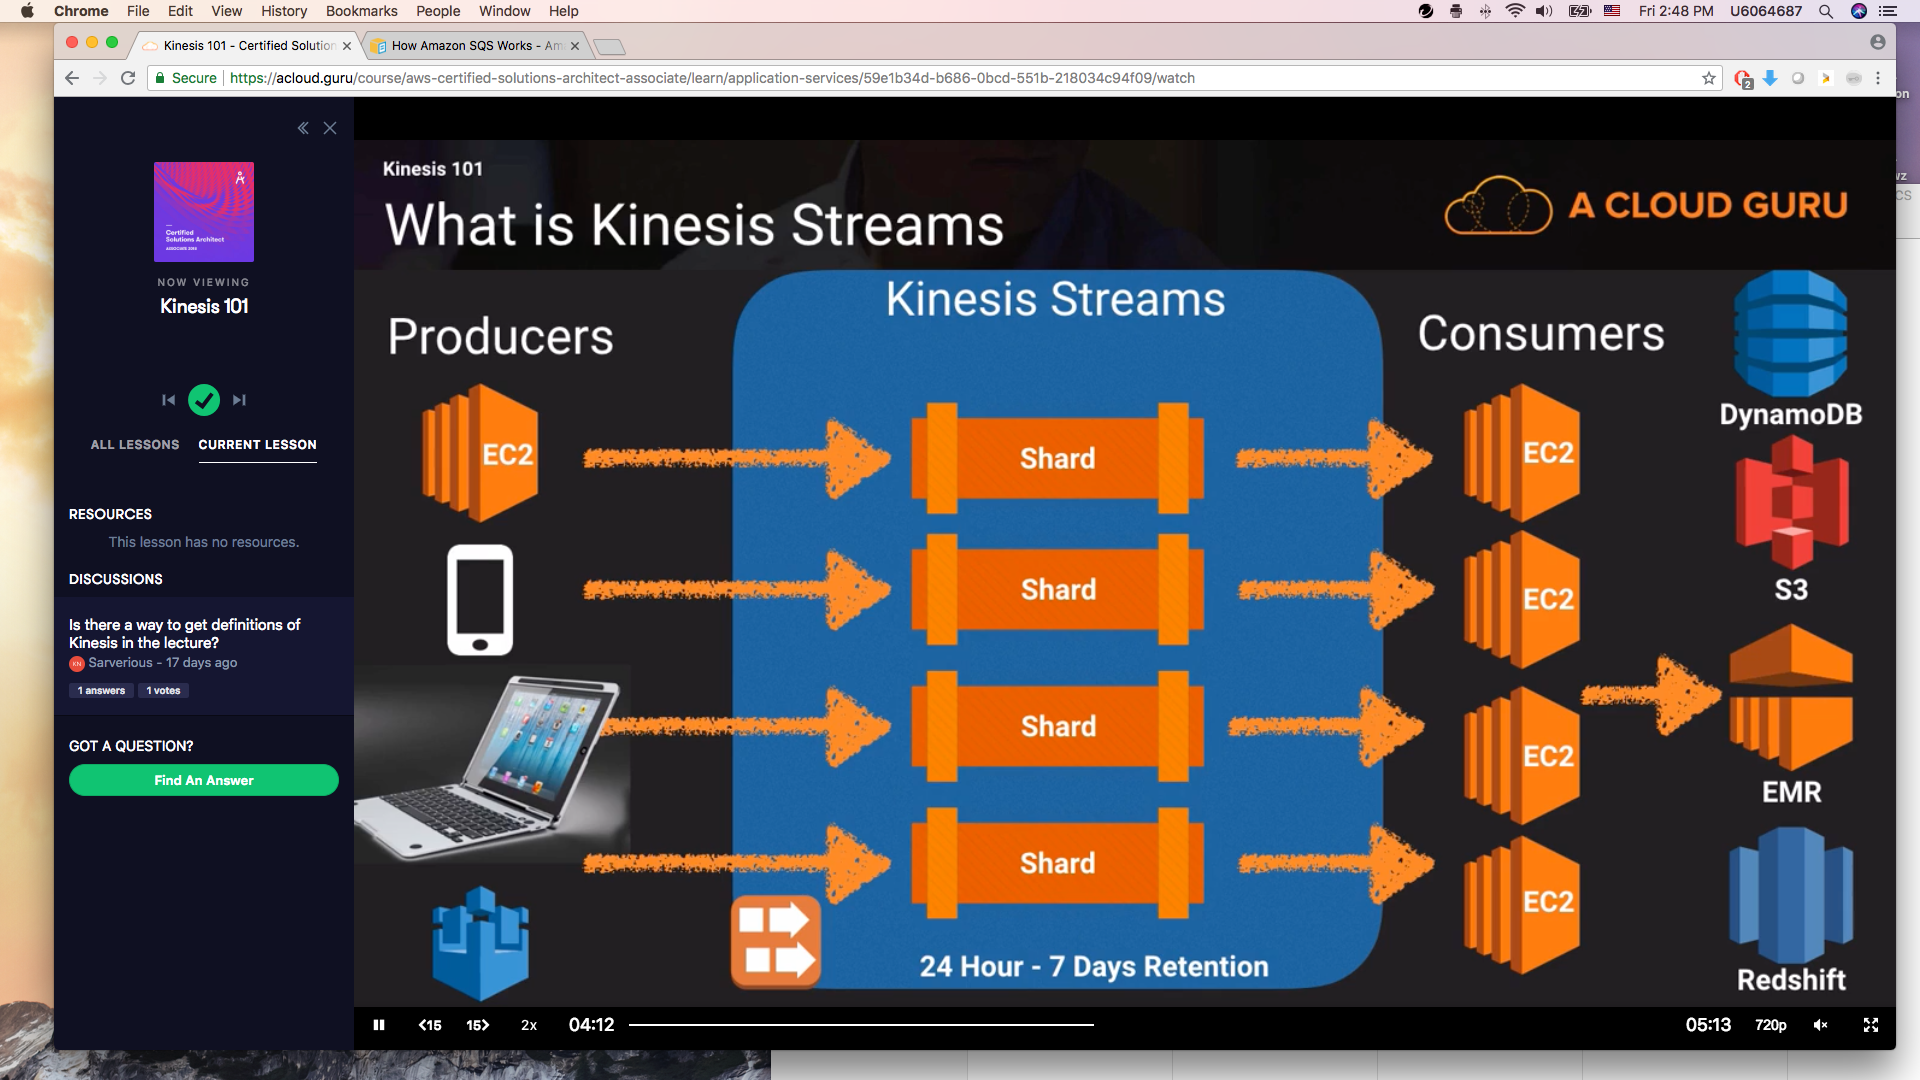 Chrome File Edit View History Bookmarks People Window Help
Fri 2:48 PM U6064687
Kinesis 101 - Certified Solution
How Amazon SQS Works - Am
Secure https://acloud.guru/course/aws-certified-solutions-architect-associate/learn/application-services/59e1b34d-b686-0bcd-551b-218034c94f09/watch
2
on
wz
CS
Certified
Solutions Architect
NOW VIEWING
Kinesis 101
ALL LESSONS CURRENT LESSON
RESOURCES
This lesson has no resources.
DISCUSSIONS
Is there a way to get definitions of
Kinesis in the lecture?
KN Sarverious - 17 days ago
1 answers 1 votes
GOT A QUESTION?
Find An Answer
Kinesis 101
What is Kinesis Streams
A CLOUD GURU
Kinesis Streams
Producers
Consumers
DynamoDB
EC2 Shard EC2
S3
Shard EC2
Shard EC2
EMR
Shard EC2
24 Hour - 7 Days Retention
Redshift
<15 15> 2x 04:12 05:13 720p